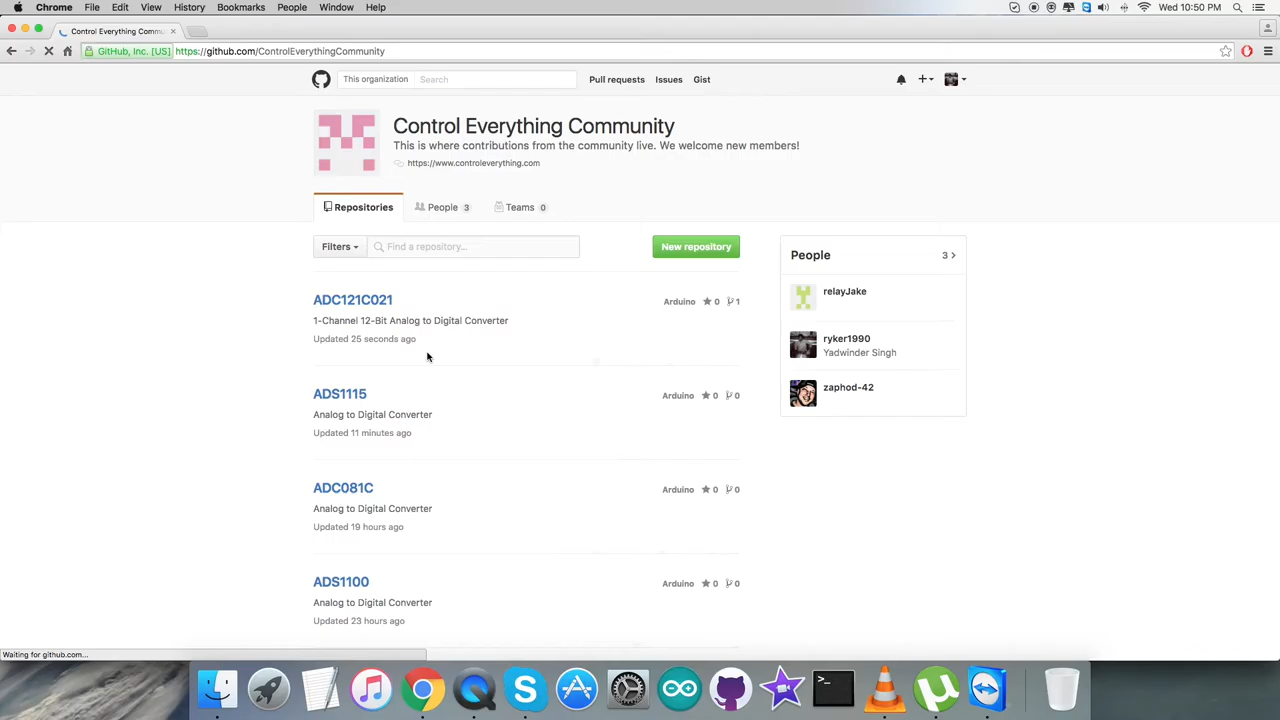 Chrome File Edit View History Bookmarks People Window Help Wed 10:50 PM
Control Everything Commu
GitHub, Inc. [US] https://github.com/ControlEverythingCommunity
This organization Search Pull requests Issues Gist
Control Everything Community
This is where contributions from the community live. We welcome new members!
https://www.controleverything.com
Repositories People 3 Teams 0
Filters Find a repository... New repository
People 3
ADC121C021 Arduino 0 1
1-Channel 12-Bit Analog to Digital Converter
Updated 25 seconds ago
relayJake
ryker1990
Yadwinder Singh
zaphod-42
ADS1115 Arduino 0 0
Analog to Digital Converter
Updated 11 minutes ago
ADC081C Arduino 0 0
Analog to Digital Converter
Updated 19 hours ago
ADS1100 Arduino 0 0
Analog to Digital Converter
Updated 23 hours ago
Waiting for github.com...